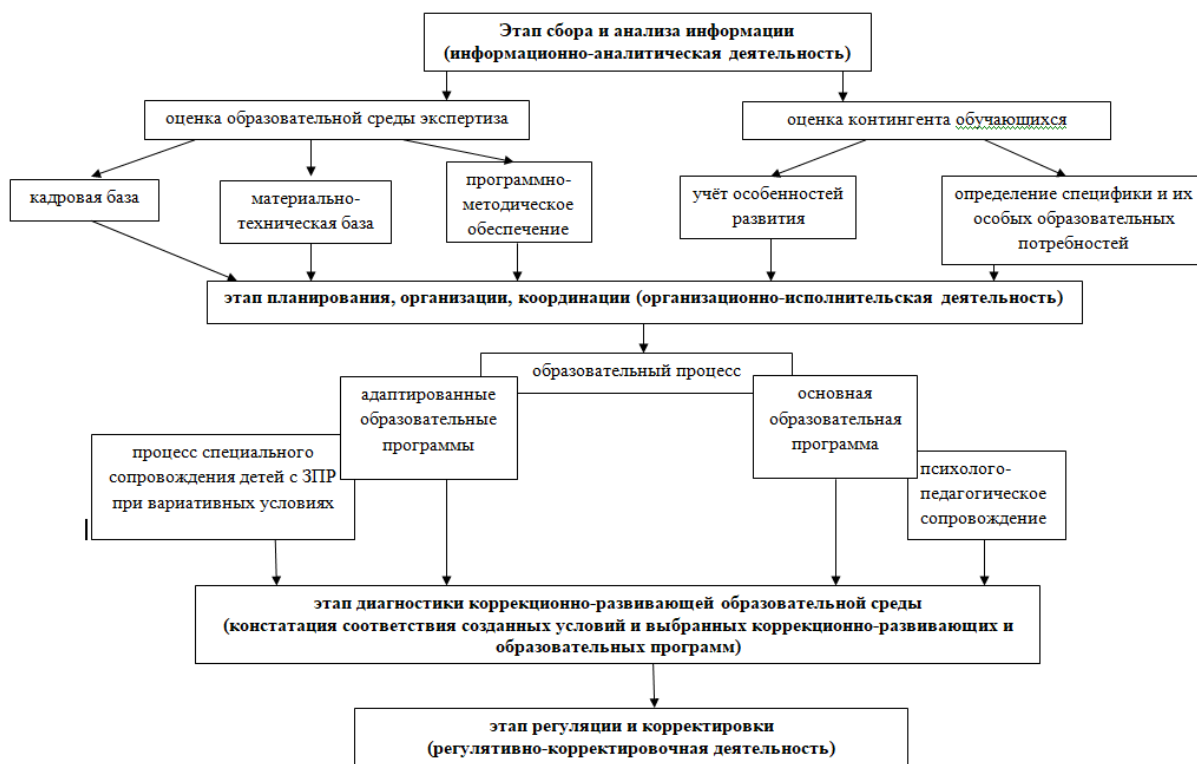 Этап сбора и анализа информации
(информационно-аналитическая деятельность)
оценка образовательной среды экспертиза
оценка контингента обучающихся
кадровая база
материально-
техническая база
программно-
методическое
обеспечение
учёт особенностей
развития
определение специфики и их
особых образовательных
потребностей
этап планирования, организации, координации (организационно-исполнительская деятельность)
образовательный процесс
адаптированные
образовательные
программы
основная
образовательная
программа
процесс специального
сопровождения детей с ЗПР
при вариативных условиях
психолого-
педагогическое
сопровождение
этап диагностики коррекционно-развивающей образовательной среды
(констатация соответствия созданных условий и выбранных коррекционно-развивающих и
образовательных программ)
этап регуляции и корректировки
(регулятивно-корректировочная деятельность)